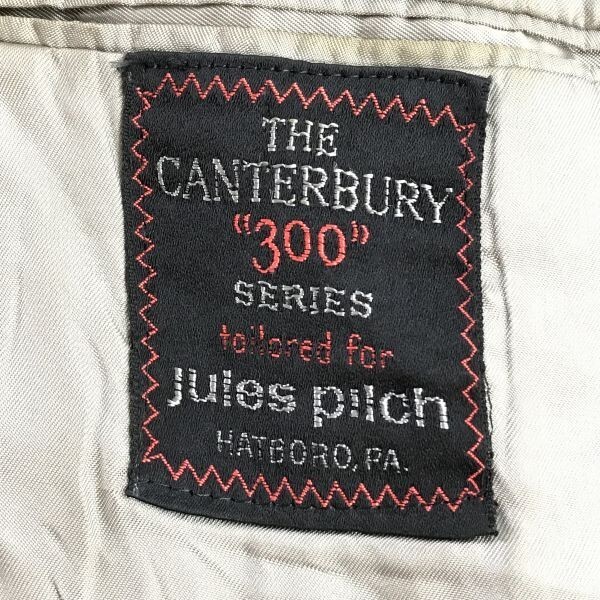 THE
CANTERBURY
"300"
SERIES
tailored for
jules pilch
HATBORO, PA.